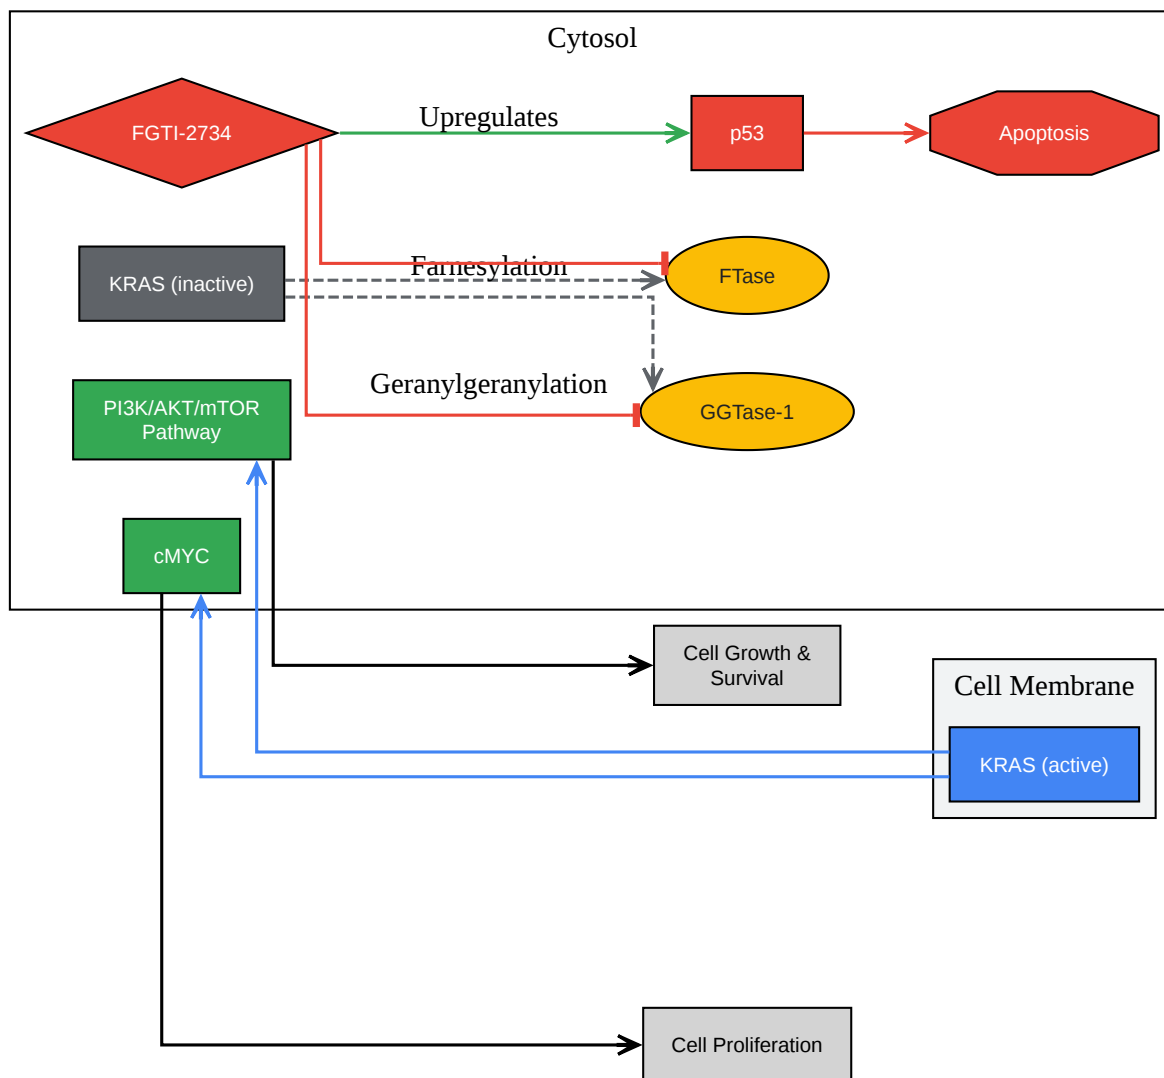 Cytosol
FGTI-2734
Upregulates
p53
Apoptosis
KRAS (inactive)
Farnesylation
FTase
PI3K/AKT/mTOR
Pathway
Geranylgeranylation
GGTase-1
cMYC
Cell Growth &
Survival
Cell Membrane
KRAS (active)
Cell Proliferation